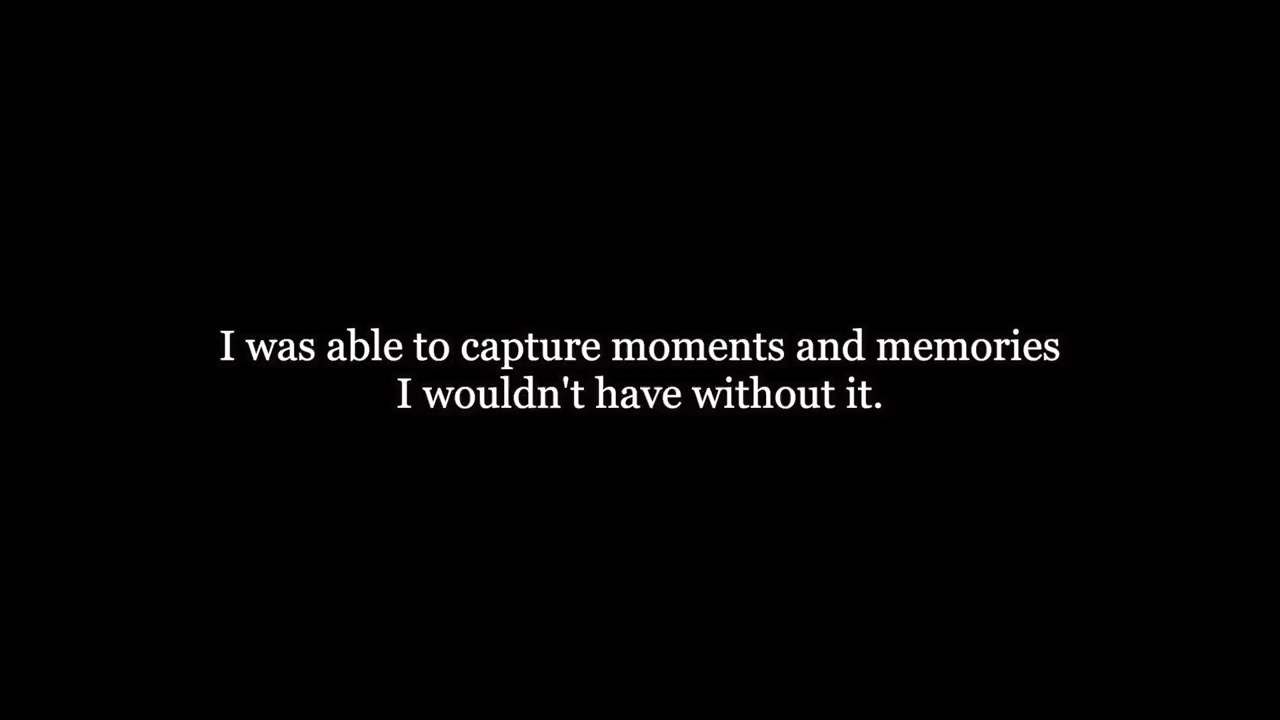 I was able to capture moments and memories
I wouldn't have without it.